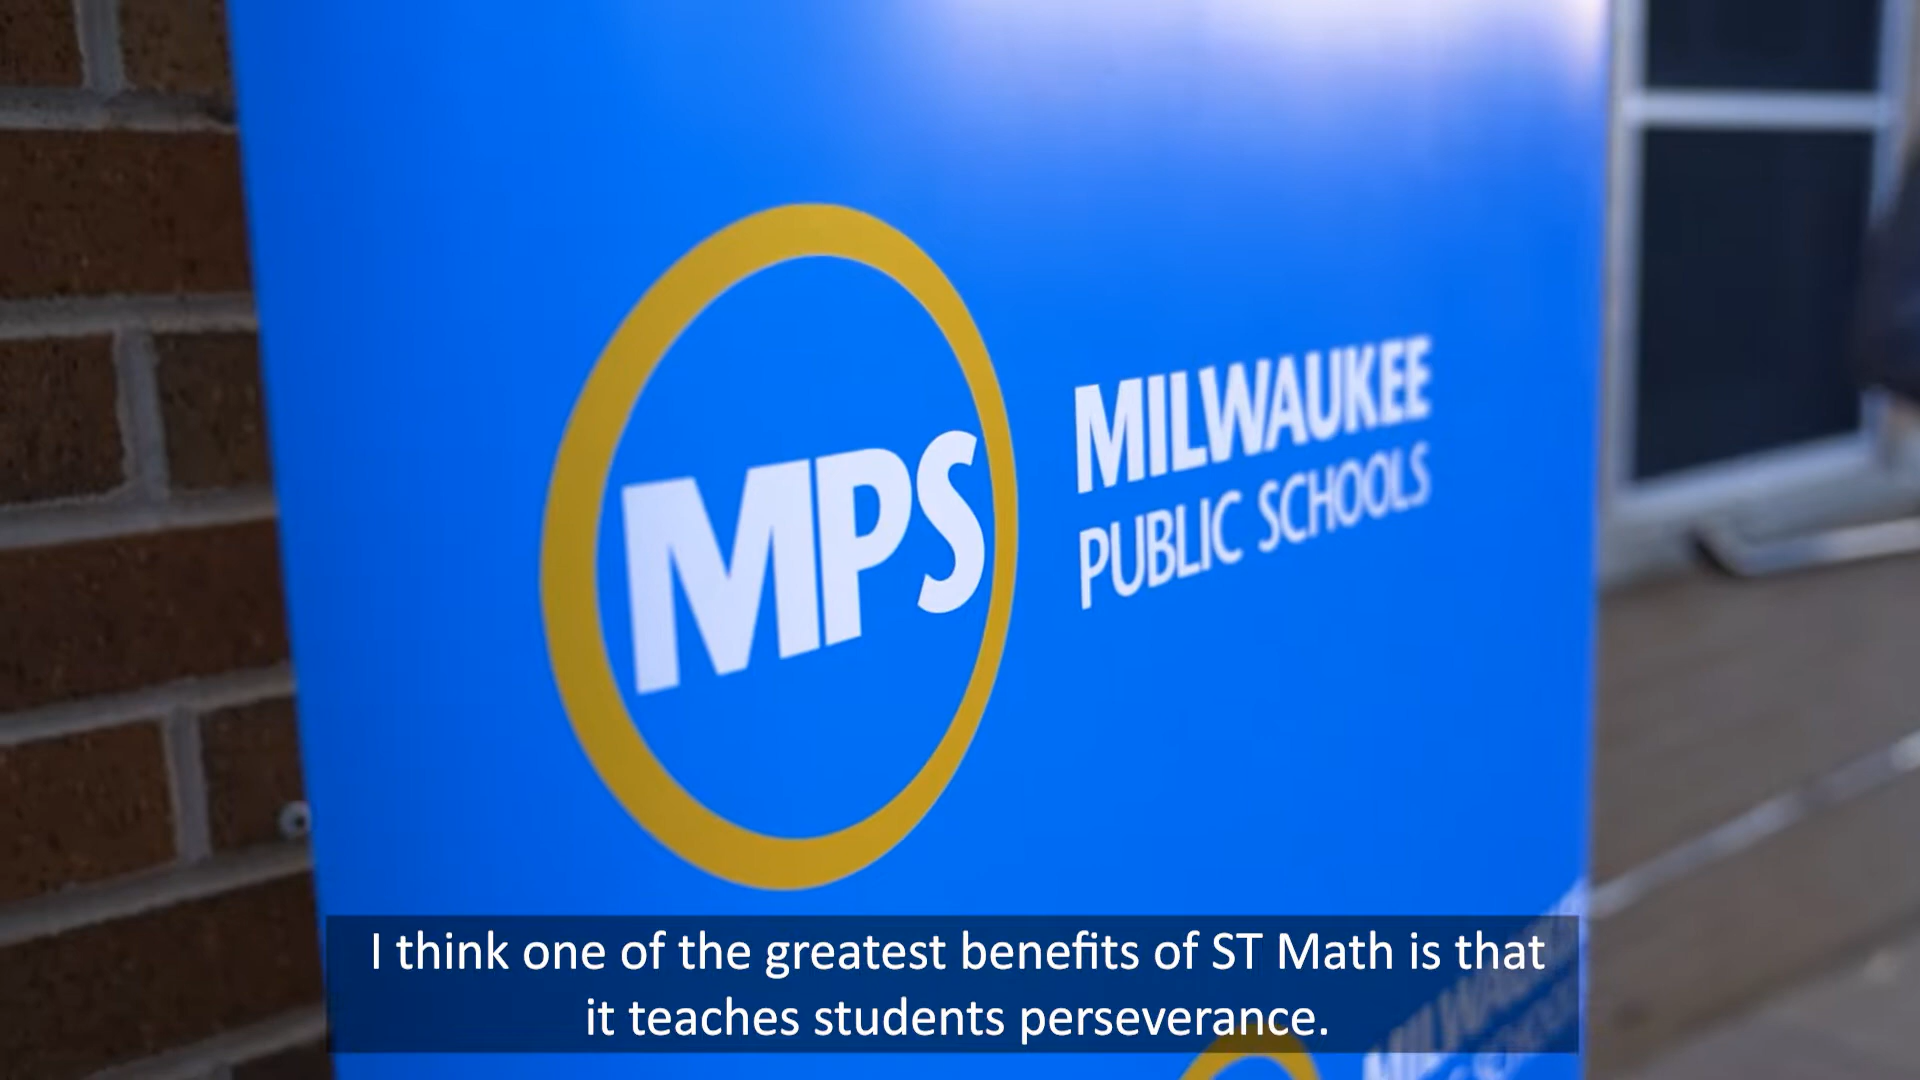 MPS
MILWAUKEE
PUBLIC SCHOOLS
I think one of the greatest benefits of ST Math is that
it teaches students perseverance.
MILWAUKEE